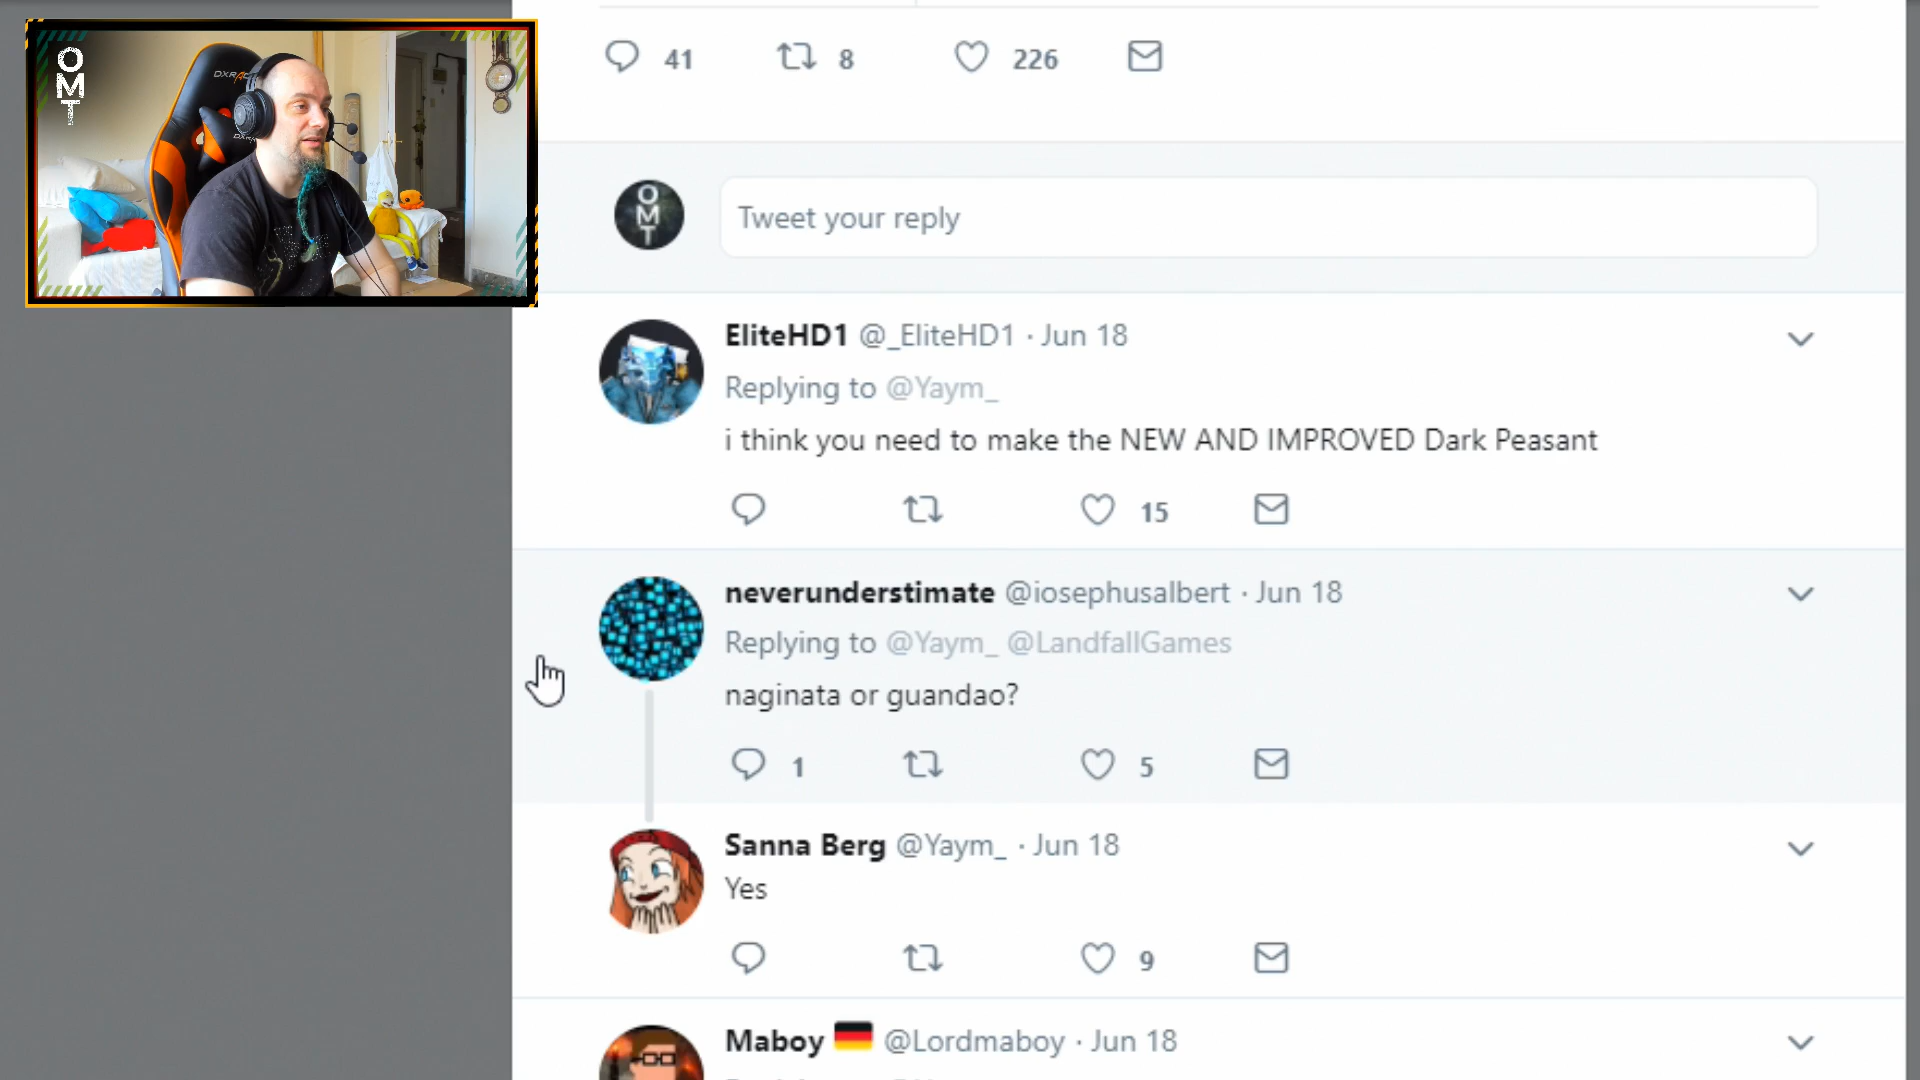 OMT
DXRA
41 8 226
OMT
Tweet your reply
EliteHD1 @_EliteHD1 · Jun 18
Replying to @Yaym_
i think you need to make the NEW AND IMPROVED Dark Peasant
15
neverunderstimate @iosephusalbert · Jun 18
Replying to @Yaym_ @LandfallGames
naginata or guandao?
1 5
Sanna Berg @Yaym_ · Jun 18
Yes
9
Maboy @Lordmaboy · Jun 18